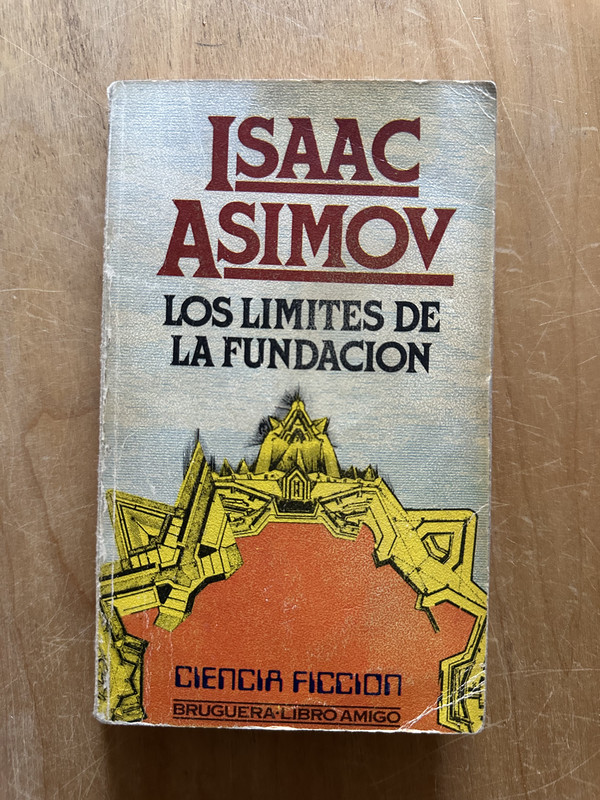 ISAAC
ASIMOV
LOS LIMITES DE
LA FUNDACION
CIENCIA FICCION
BRUGUERA·LIBRO AMIGO